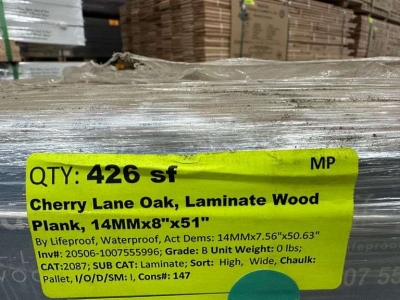 QTY: 426 sf
MP
Cherry Lane Oak, Laminate Wood
Plank, 14MMx8"x51"
By Lifeproof, Waterproof, Act Dems: 14MMx7.56"x50.63"
Inv#: 20506-1007555996; Grade: B Unit Weight: 0 lbs;
CAT:2087; SUB CAT: Laminate; Sort: High, Wide, Chaulk:
Pallet, I/O/D/SM: I, Cons#: 147